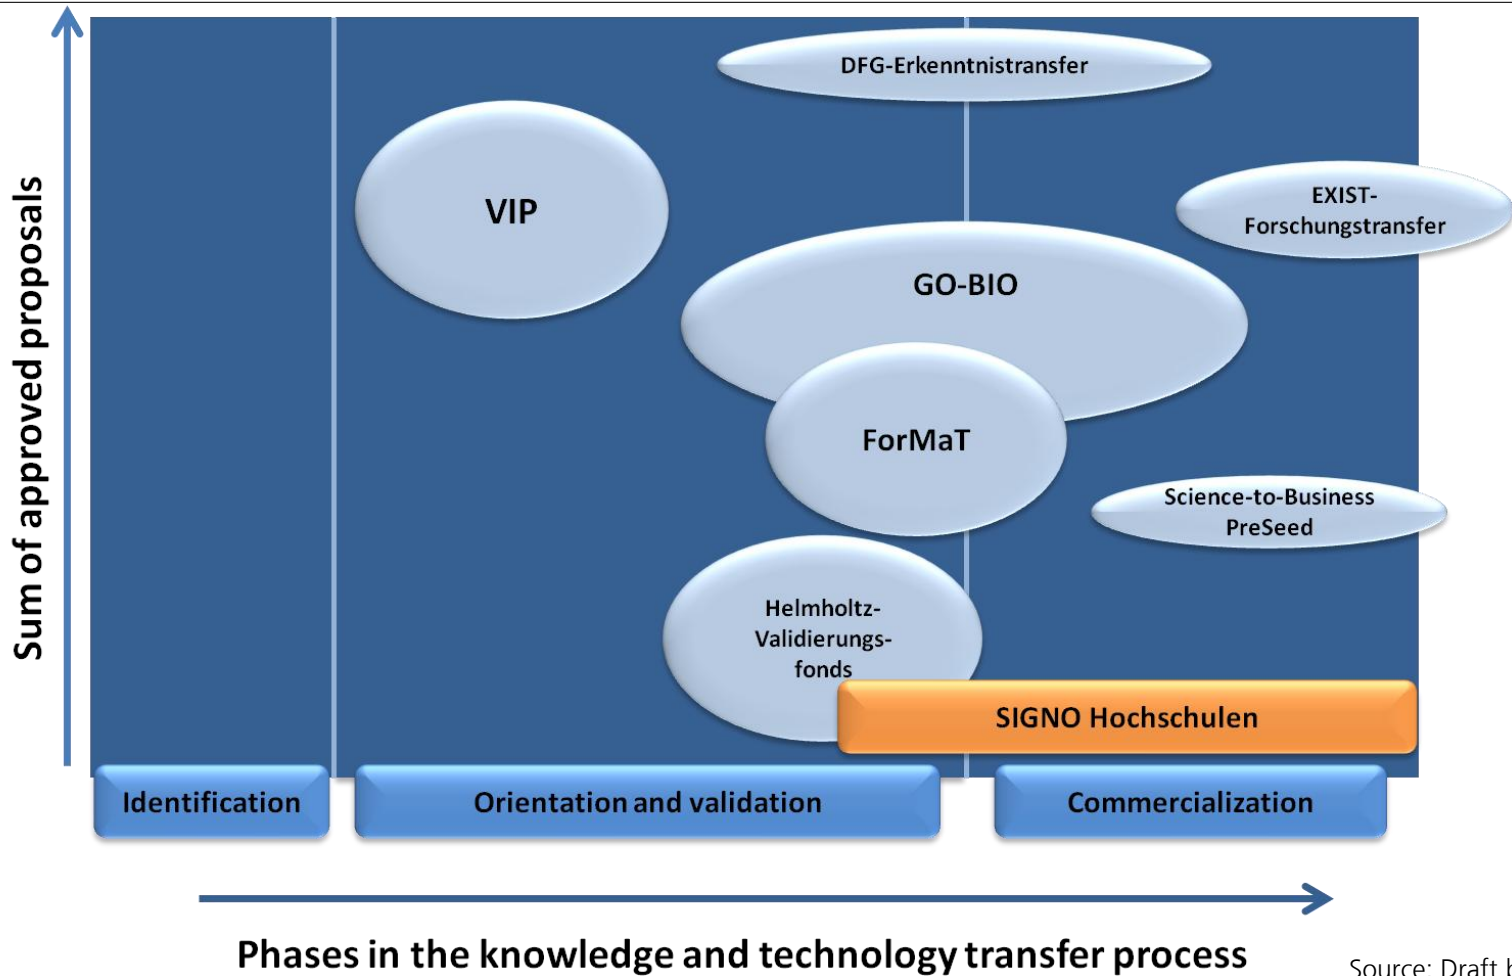 Sum of approved proposals
DFG-Erkenntnistransfer
VIP
EXIST-
Forschungstransfer
GO-BIO
ForMaT
Science-to-Business
PreSeed
Helmholtz-
Validierungs-
fonds
SIGNO Hochschulen
Identification
Orientation and validation
Commercialization
Phases in the knowledge and technology transfer process
Source: Draft